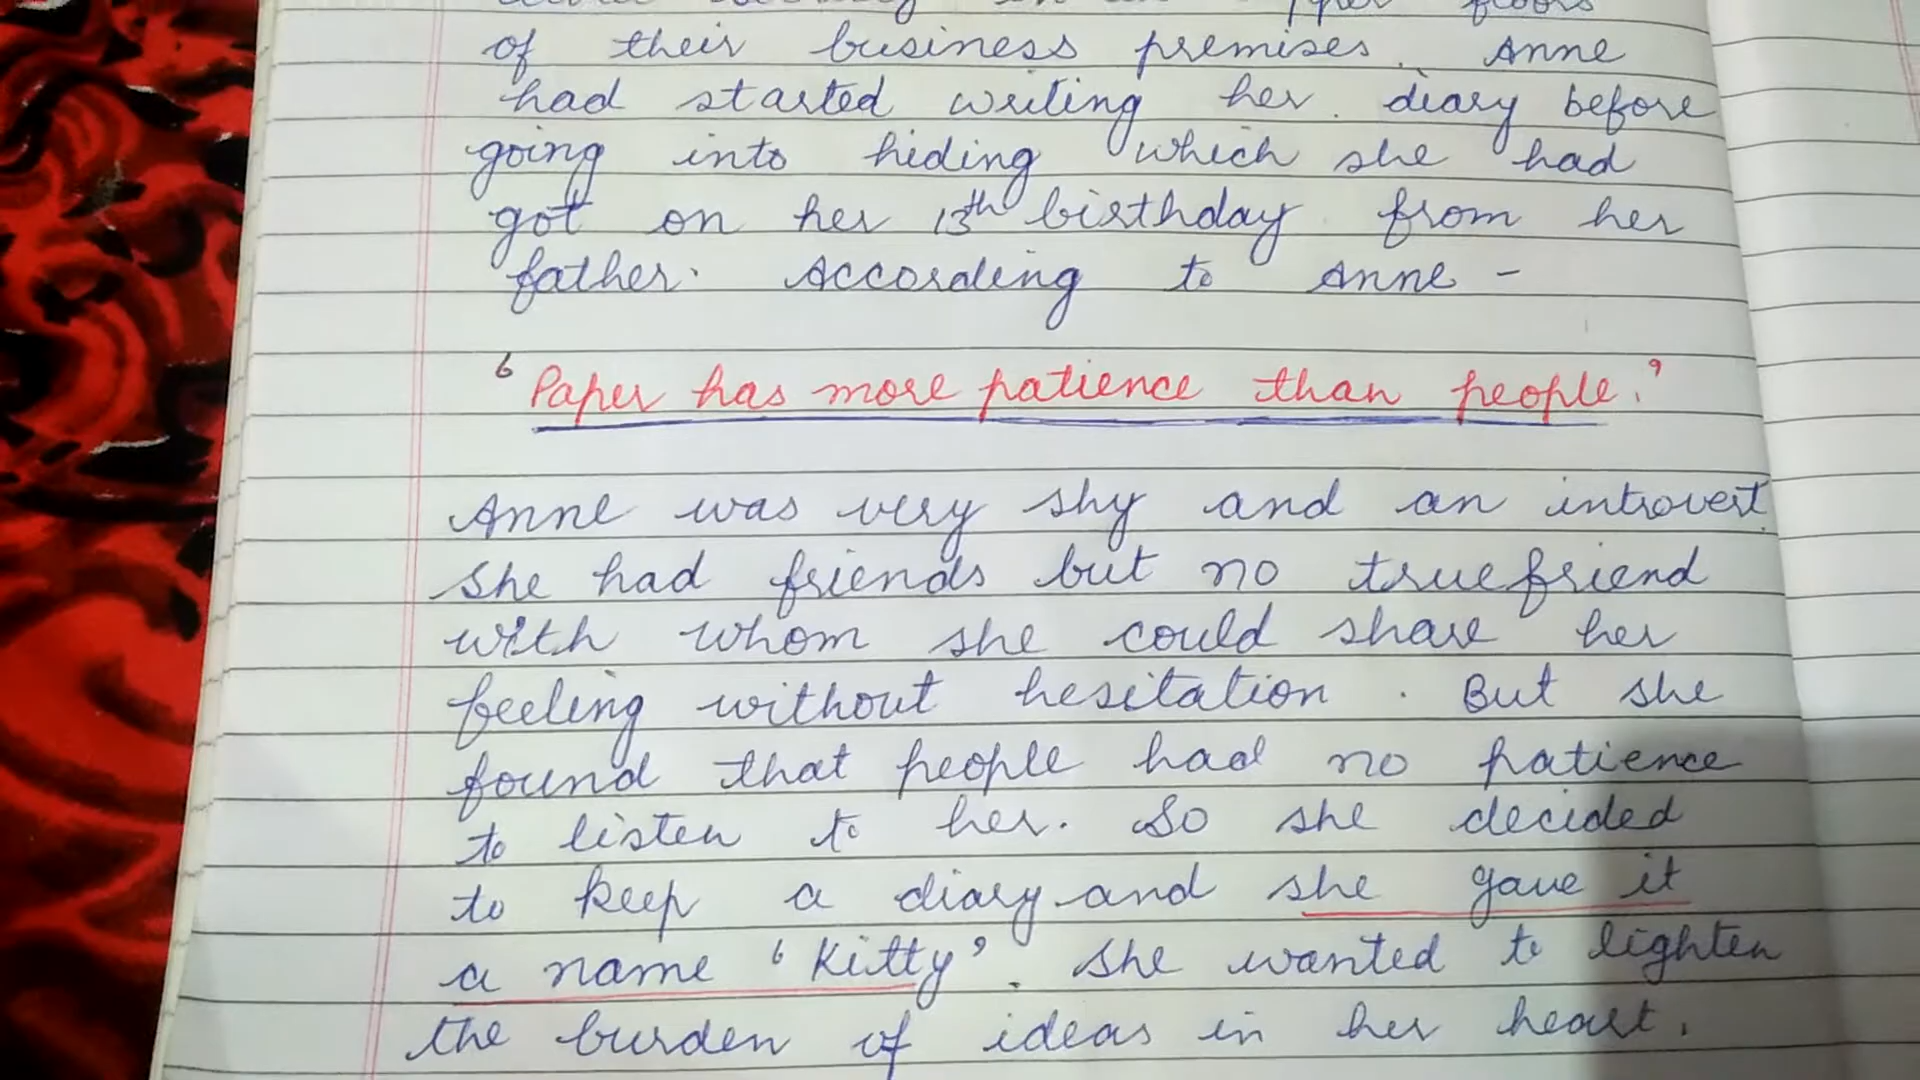 floors
of their business premises. Anne
had started writing her diary before
going into hiding which she had
got on her 13th birthday from her
father. According to Anne -
'Paper has more patience than people.'
Anne was very shy and an introvert.
She had friends but no true friend
with whom she could share her
feeling without hesitation. But she
found that people had no patience
to listen to her. So she decided
to keep a diary and she gave it
a name 'Kitty'. She wanted to lighten
the burden of ideas in her heart.